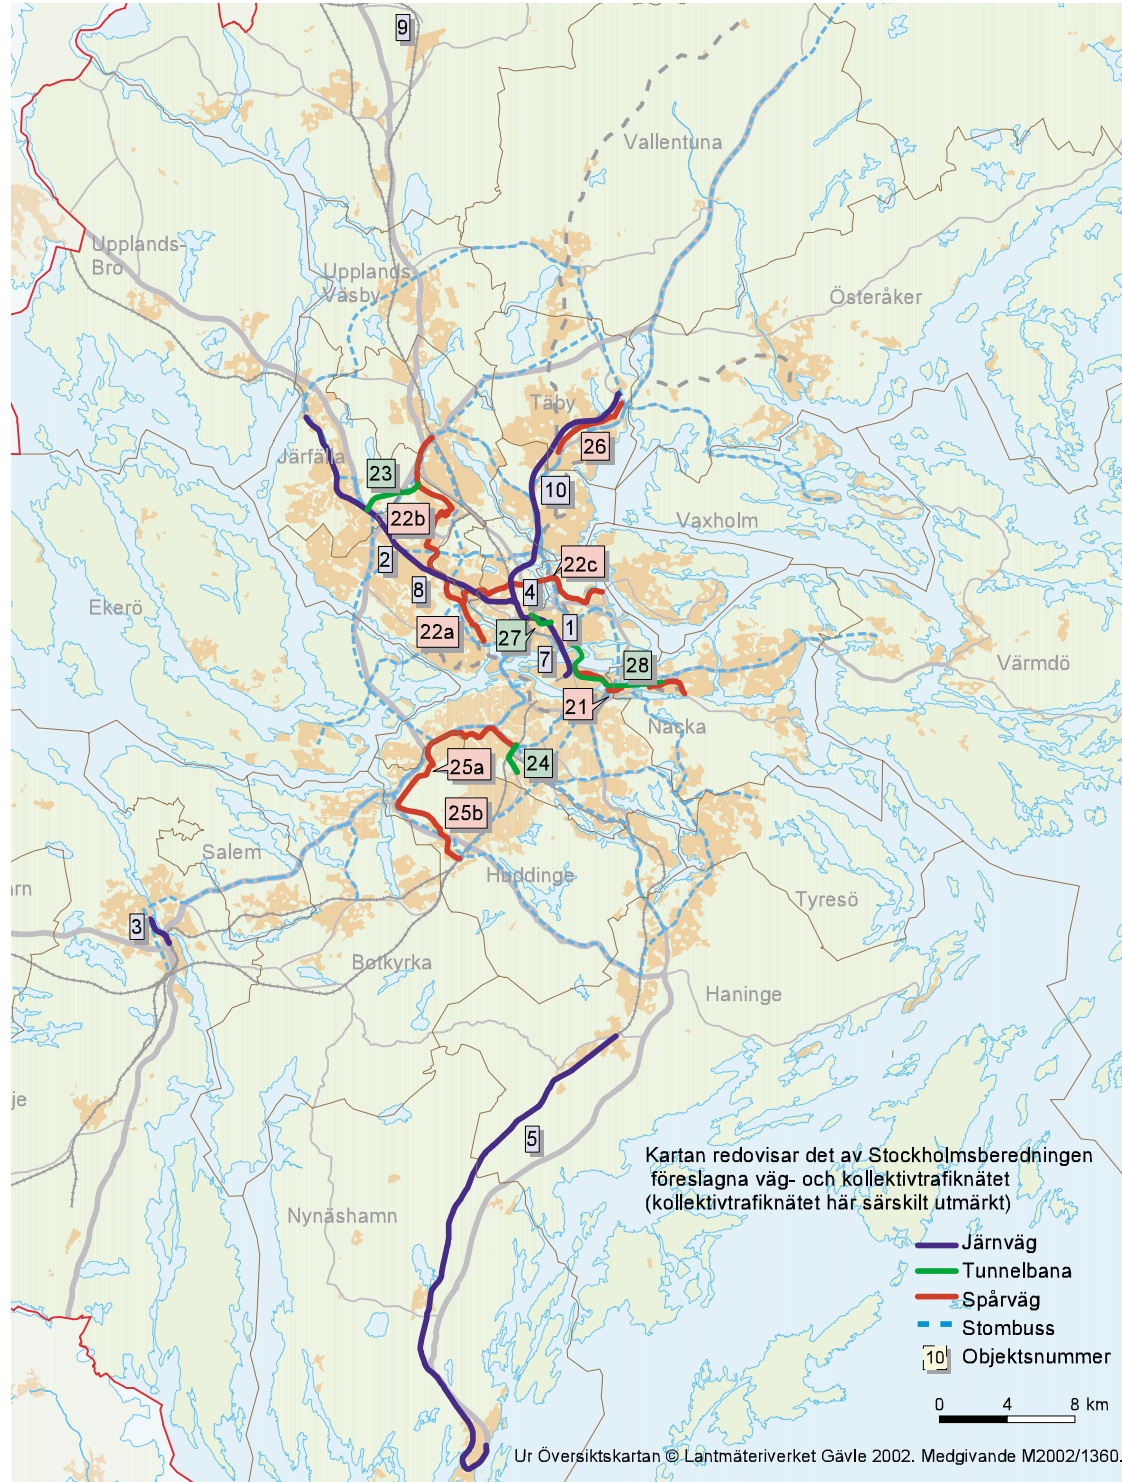 9
Vallentuna
Upplands-
Bro
Upplands
Väsby
Österåker
Täby
26
Järfälla
23
10
22b
Vaxholm
2
22c
8
4
Ekerö
22a
27
1
7
28
Värmdö
21
Nacka
25a
24
25b
Salem
Huddinge
arn
Tyresö
3
Botkyrka
Haninge
je
5
Nynäshamn
Kartan redovisar det av Stockholmsberedningen
föreslagna väg- och kollektivtrafiknätet
(kollektivtrafiknätet här särskilt utmärkt)
Järnväg
Tunnelbana
Spårväg
Stombuss
10 Objektsnummer
0 4 8 km
Ur Översiktskartan © Lantmäteriverket Gävle 2002. Medgivande M2002/1360.